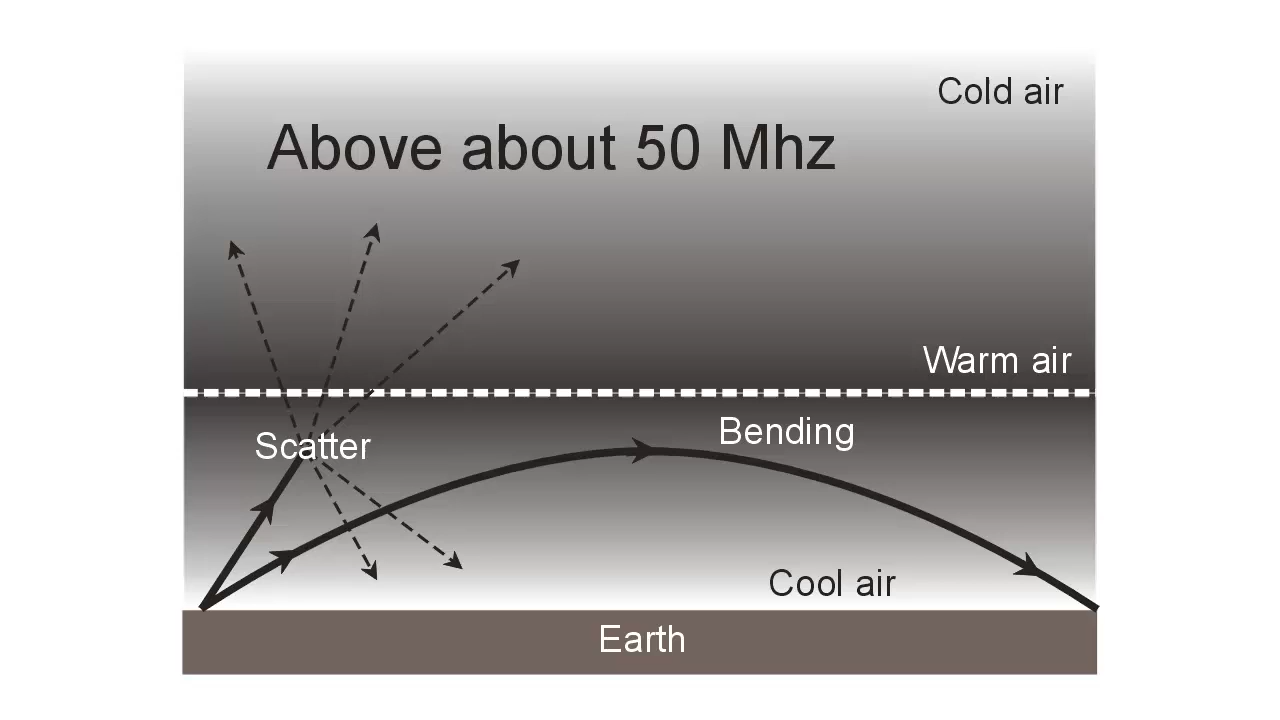 Cold air
Above about 50 Mhz
Warm air
Bending
Scatter
Cool air
Earth